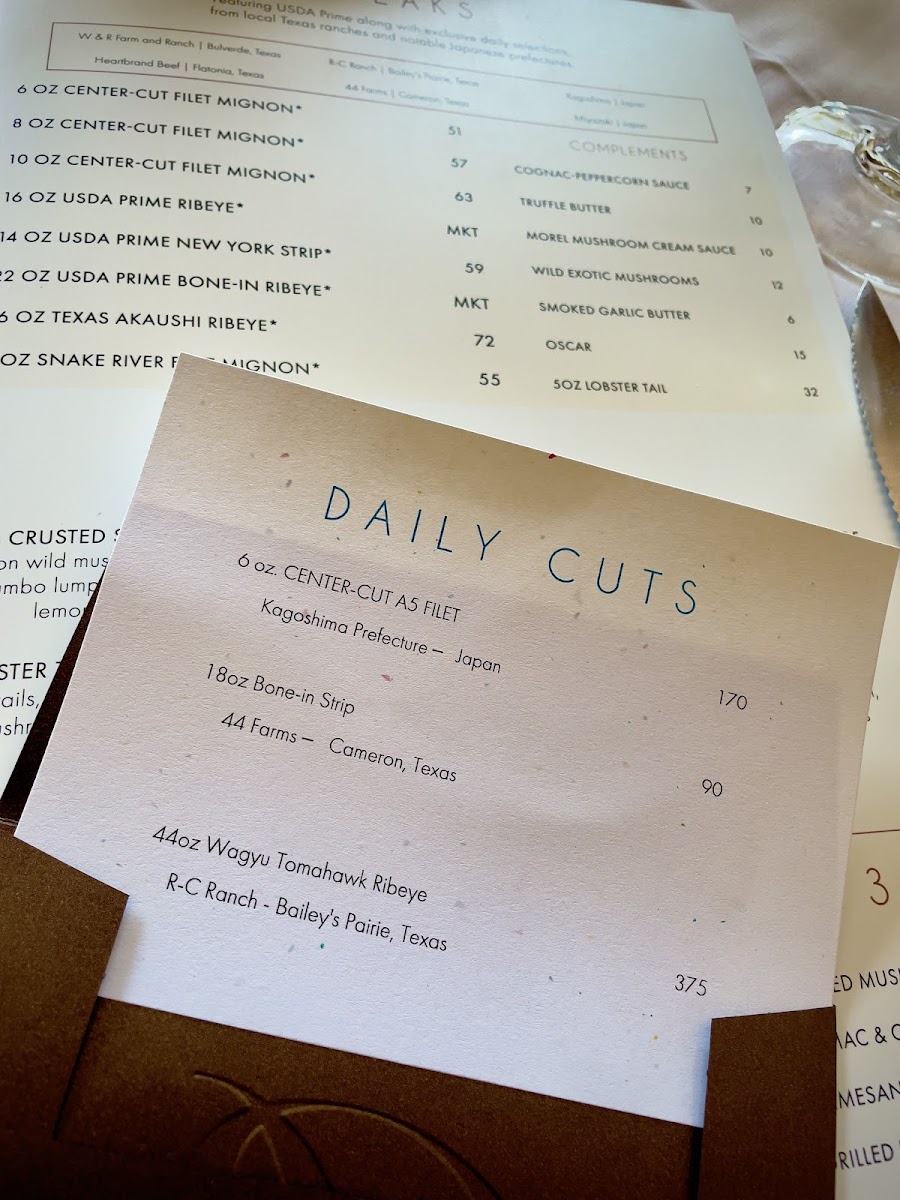 EAKS
Featuring USDA Prime along with exclusive daily selections
from local Texas ranches and notable Japanese prefectures
W & R Farm and Ranch | Bulverde, Texas
Heartbrand Beef | Flatonia, Texas
R-C Ranch | Bailey's Prairie, Texas
44 Farms | Cameron, Texas
Kagoshima | Japan
Miyazaki | Japan
6 OZ CENTER-CUT FILET MIGNON* 51
8 OZ CENTER-CUT FILET MIGNON* 57
10 OZ CENTER-CUT FILET MIGNON* 63
16 OZ USDA PRIME RIBEYE* MKT
14 OZ USDA PRIME NEW YORK STRIP* 59
22 OZ USDA PRIME BONE-IN RIBEYE* MKT
6 OZ TEXAS AKAUSHI RIBEYE* 72
OZ SNAKE RIVER F MIGNON* 55
COMPLEMENTS
COGNAC-PEPPERCORN SAUCE 7
TRUFFLE BUTTER 10
MOREL MUSHROOM CREAM SAUCE 10
WILD EXOTIC MUSHROOMS 12
SMOKED GARLIC BUTTER 6
OSCAR 15
5OZ LOBSTER TAIL 32
CRUSTED S
on wild mus
mbo lump
lemo
STER
ails,
shr
DAILY CUTS
6 oz. CENTER-CUT A5 FILET
Kagoshima Prefecture – Japan
170
18oz Bone-in Strip
44 Farms – Cameron, Texas
90
44oz Wagyu Tomahawk Ribeye
R-C Ranch - Bailey's Pairie, Texas
375
3
ED MUS
MAC & C
MESAN
RILLED